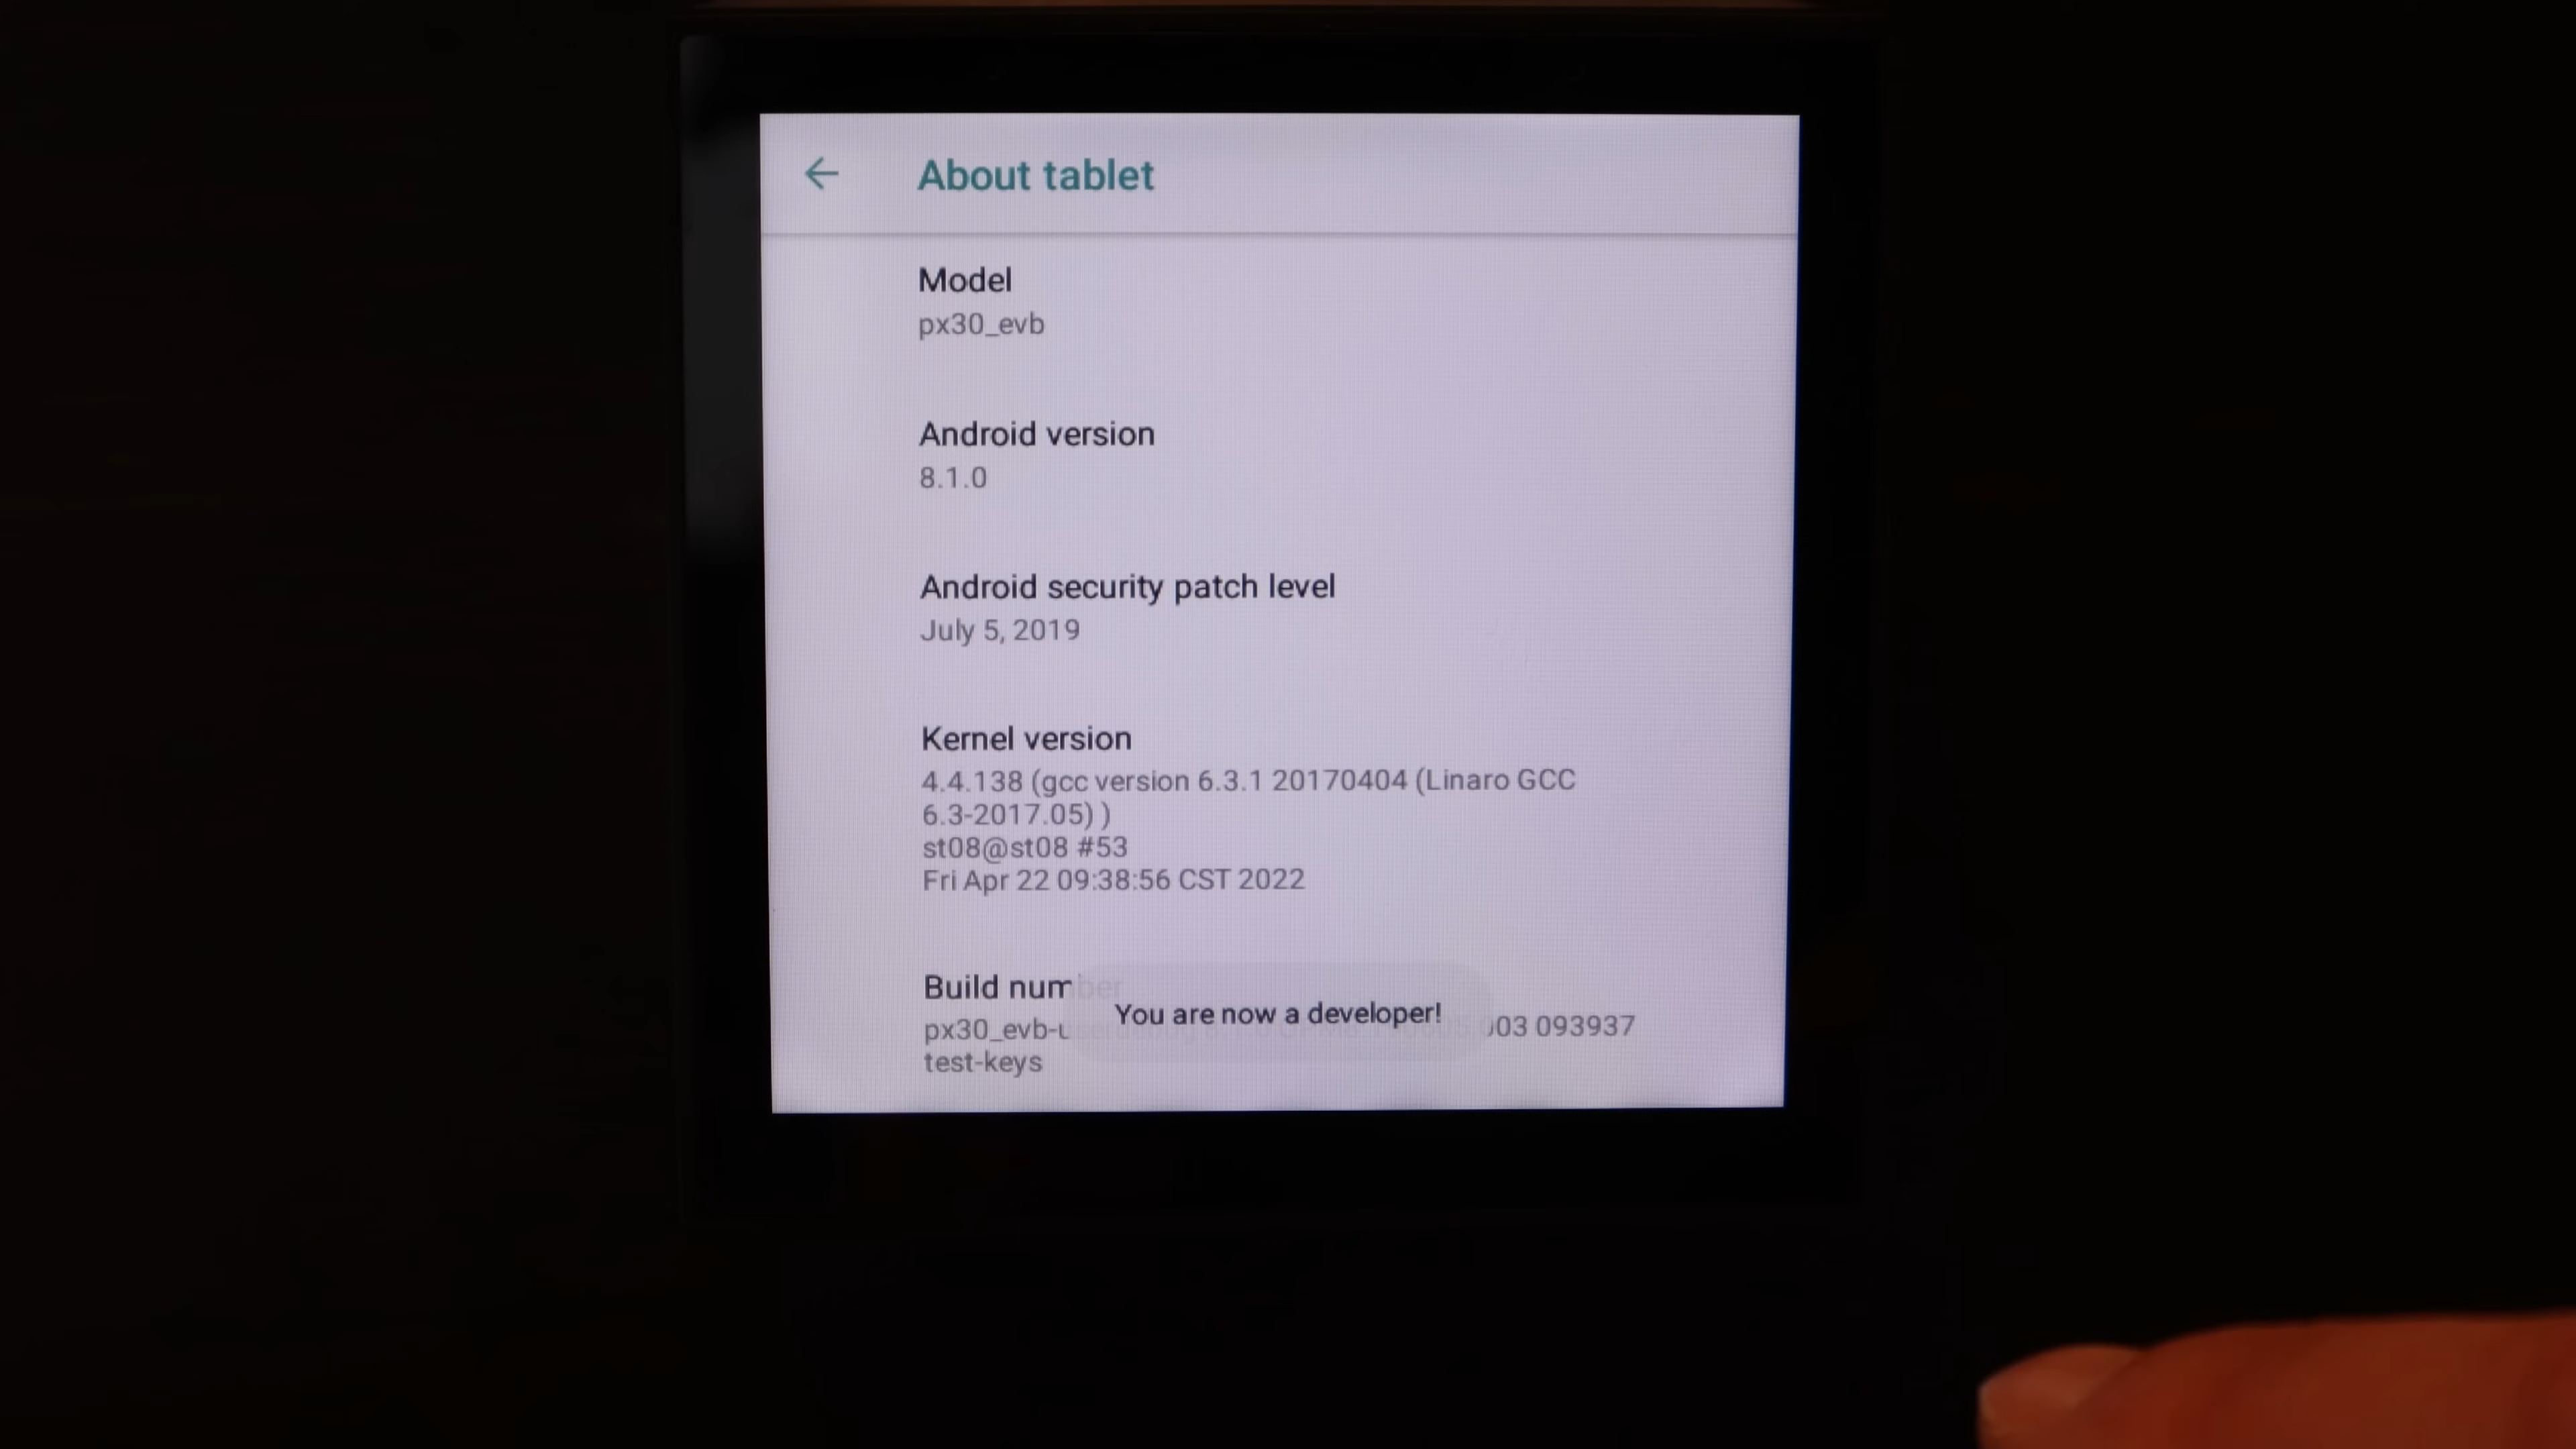 About tablet
Model
px30_evb
Android version
8.1.0
Android security patch level
July 5, 2019
Kernel version
4.4.138 (gcc version 6.3.1 20170404 (Linaro GCC
6.3-2017.05) )
st08@st08 #53
Fri Apr 22 09:38:56 CST 2022
Build number
You are now a developer!
093937
test-keys